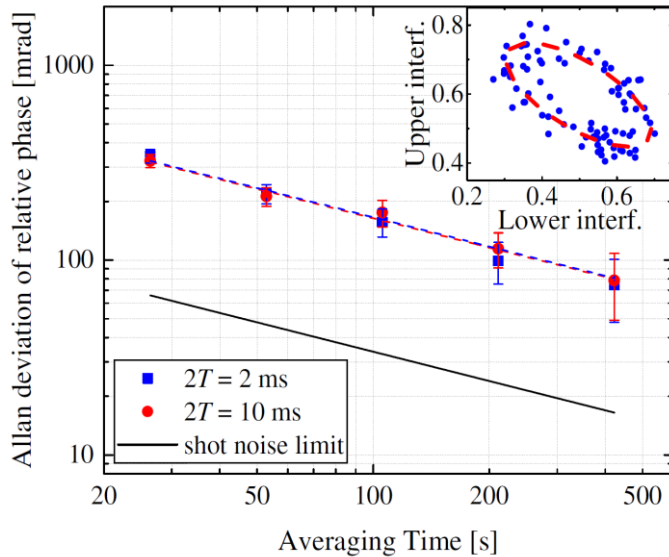 Allan deviation of relative phase [mrad]
1000
100
10
20
50
100
200
500
Averaging Time [s]
2T = 2 ms
2T = 10 ms
shot noise limit
Upper interf.
0.8
0.6
0.4
0.2
0.4
0.6
Lower interf.